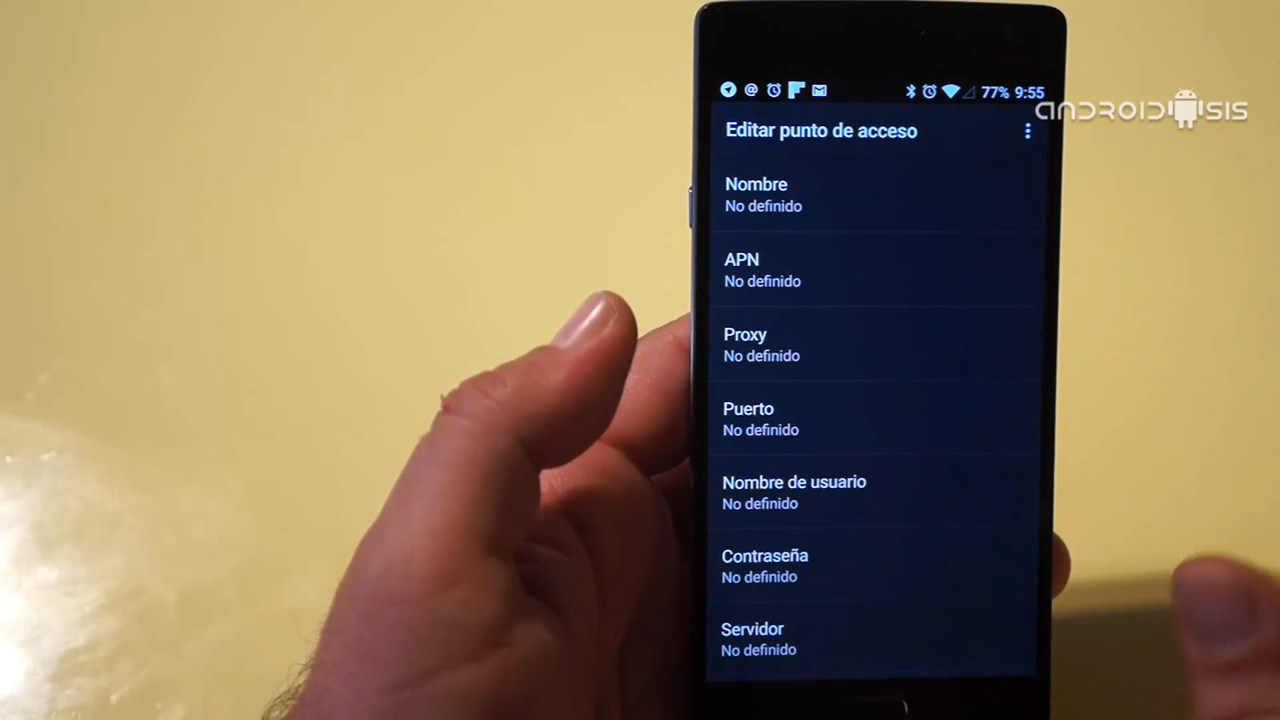 77% 9:55
ANDROIDSIS
Editar punto de acceso
Nombre
No definido
APN
No definido
Proxy
No definido
Puerto
No definido
Nombre de usuario
No definido
Contraseña
No definido
Servidor
No definido